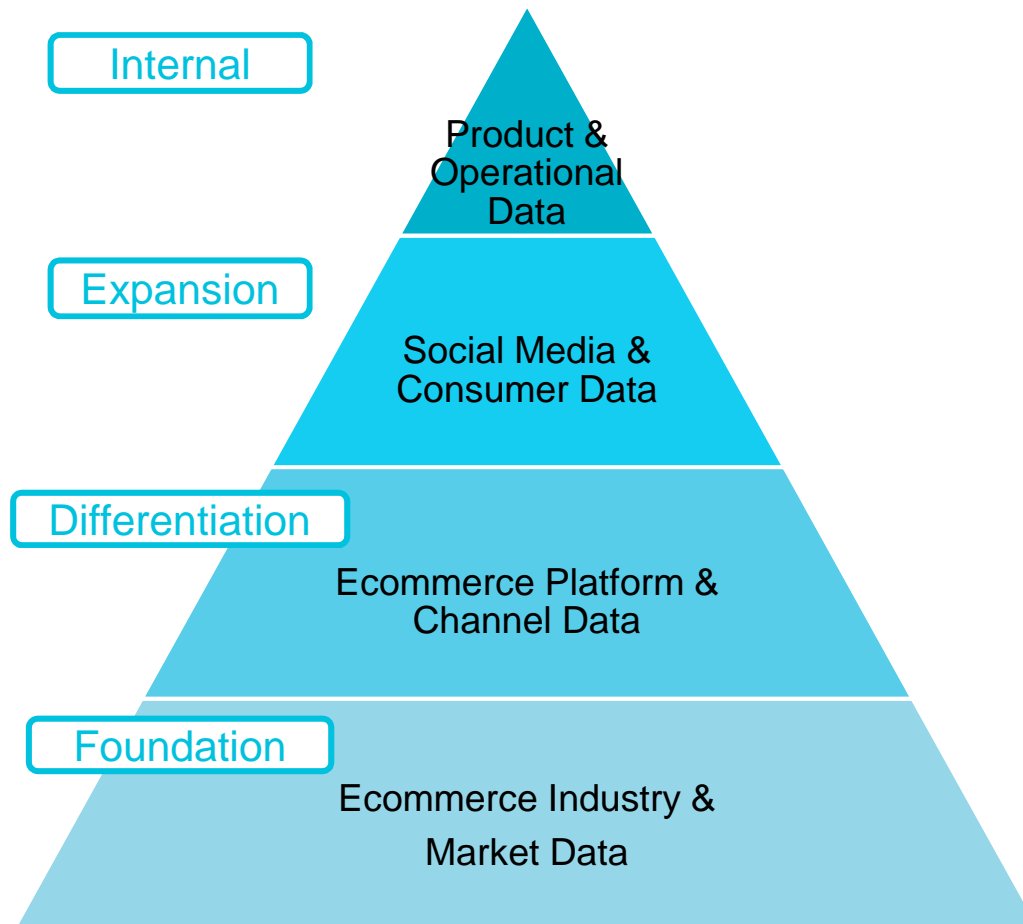 Internal
Product &
Operational
Data
Expansion
Social Media &
Consumer Data
Differentiation
Ecommerce Platform &
Channel Data
Foundation
Ecommerce Industry &
Market Data